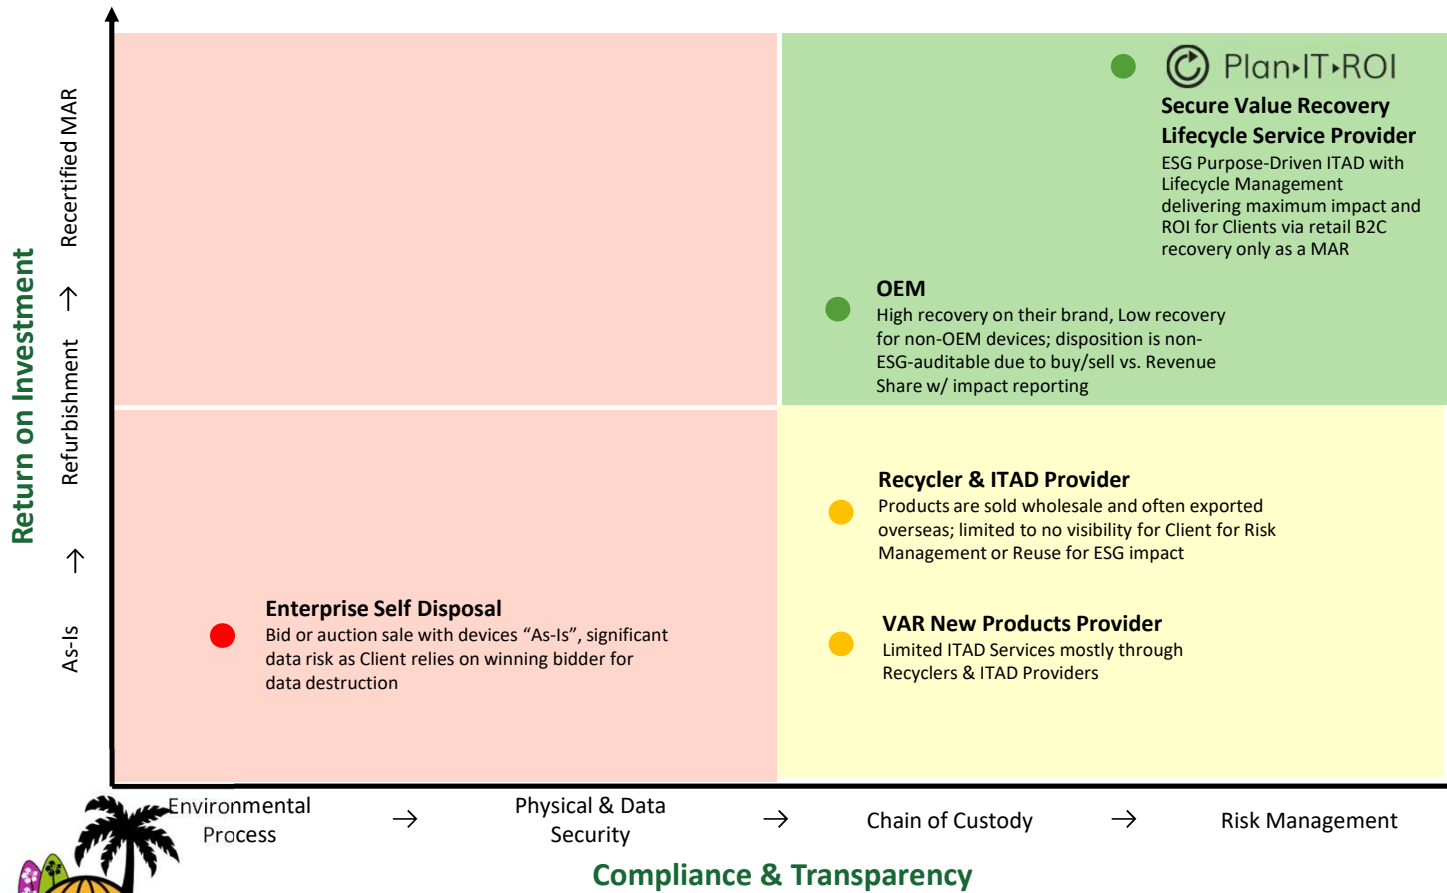 Plan IT ROI
Secure Value Recovery
Lifecycle Service Provider
ESG Purpose-Driven ITAD with
Lifecycle Management
delivering maximum impact and
ROI for Clients via retail B2C
recovery only as a MAR
OEM
High recovery on their brand, Low recovery
for non-OEM devices; disposition is non-
ESG-auditable due to buy/sell vs. Revenue
Share w/ impact reporting
Recycler & ITAD Provider
Products are sold wholesale and often exported
overseas; limited to no visibility for Client for Risk
Management or Reuse for ESG impact
Enterprise Self Disposal
Bid or auction sale with devices “As-Is”, significant
data risk as Client relies on winning bidder for
data destruction
VAR New Products Provider
Limited ITAD Services mostly through
Recyclers & ITAD Providers
Return on Investment
As-Is → Refurbishment → Recertified MAR
Environmental
Process
→
Physical & Data
Security
→
Chain of Custody
→
Risk Management
Compliance & Transparency